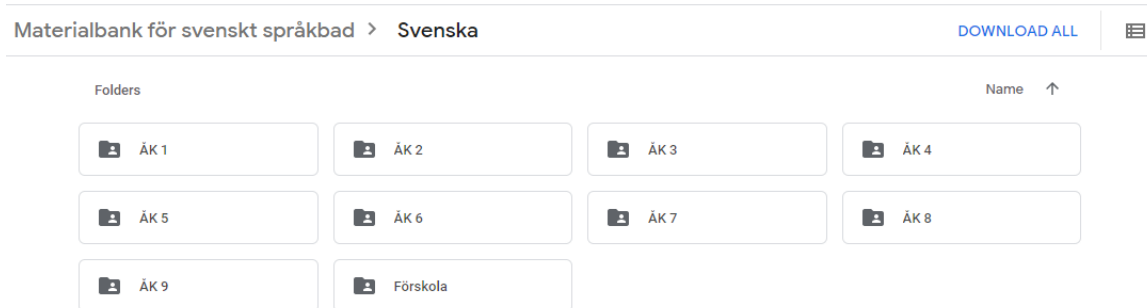 Materialbank för svenskt språkbad > Svenska DOWNLOAD ALL
Folders Name ↑
ÅK 1 ÅK 2 ÅK 3 ÅK 4
ÅK 5 ÅK 6 ÅK 7 ÅK 8
ÅK 9 Förskola